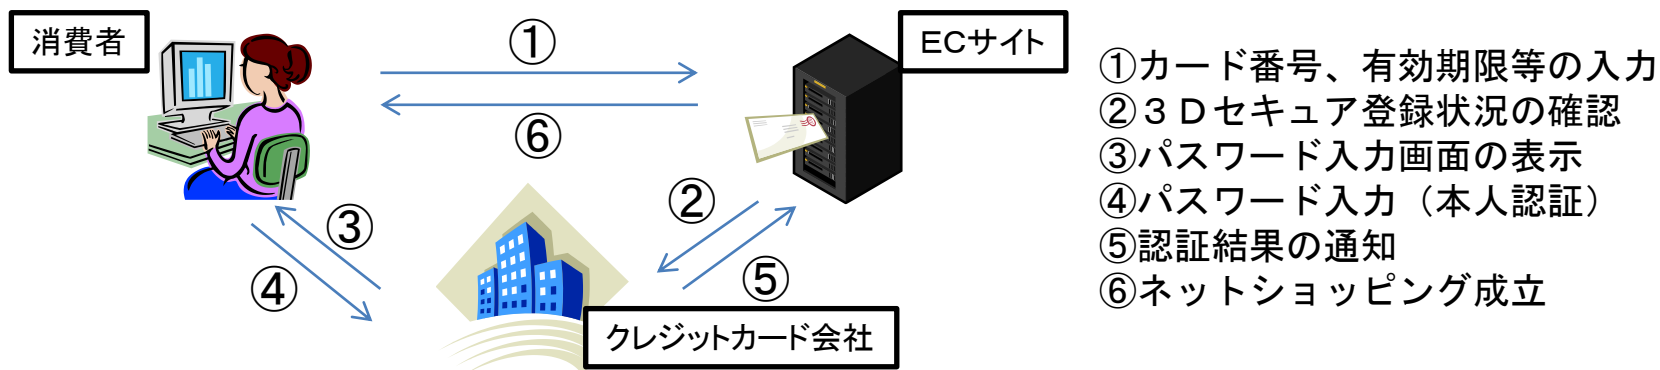 消費者
①
ECサイト
⑥
②
③
④
⑤
クレジットカード会社
①カード番号、有効期限等の入力
②３Ｄセキュア登録状況の確認
③パスワード入力画面の表示
④パスワード入力（本人認証）
⑤認証結果の通知
⑥ネットショッピング成立